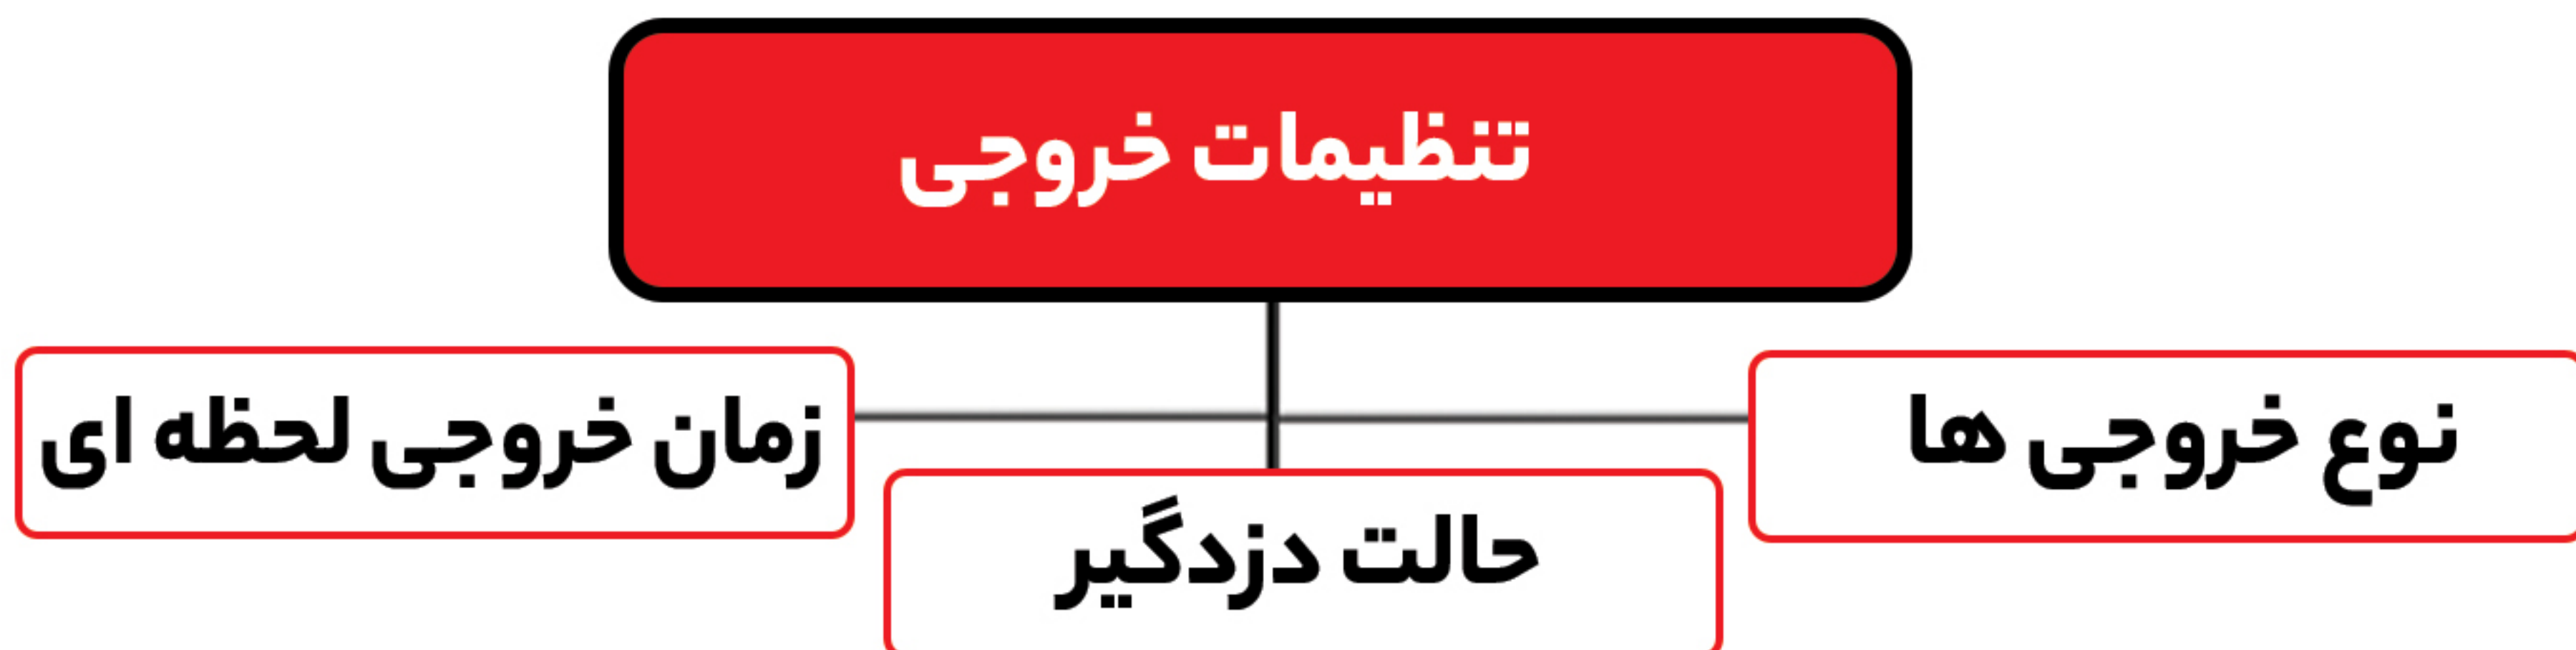 تنظیمات خروجی
نوع خروجی ها
زمان خروجی لحظه ای
حالت دزدگیر